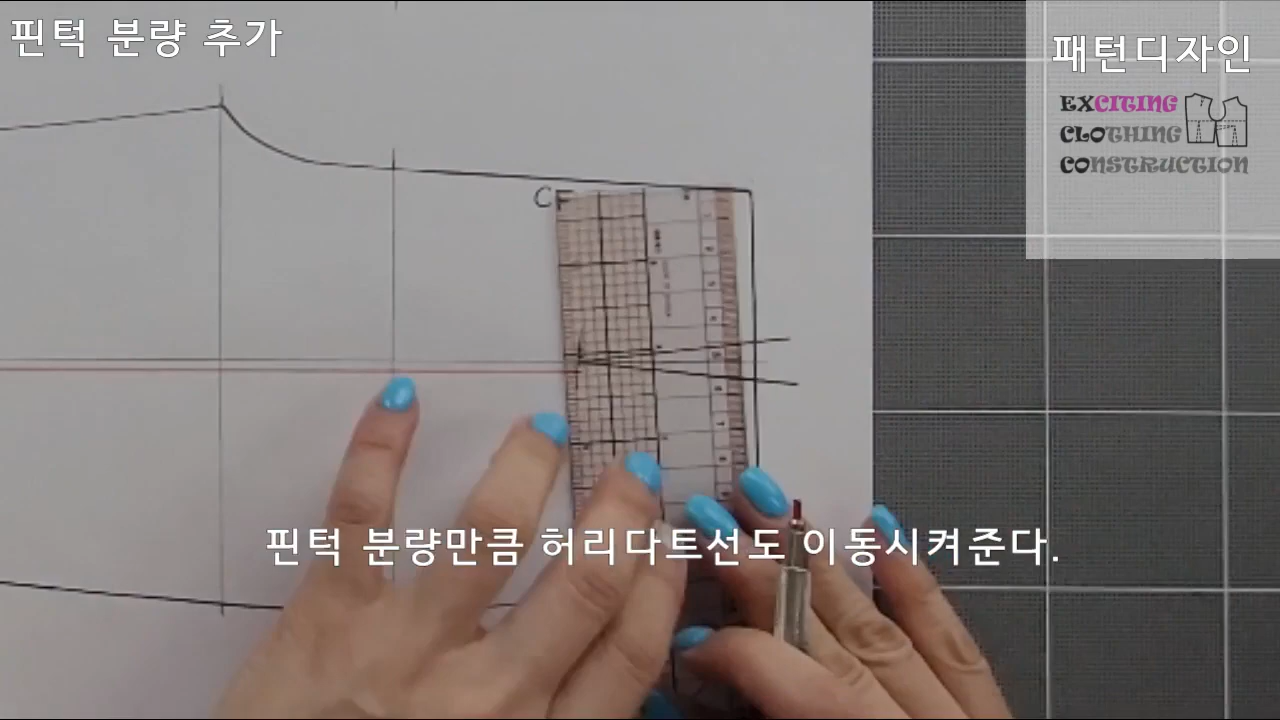 핀턱 분량 추가
패턴디자인
EXCITING
CLOTHING
CONSTRUCTION
C
핀턱 분량만큼 허리다트선도 이동시켜준다.